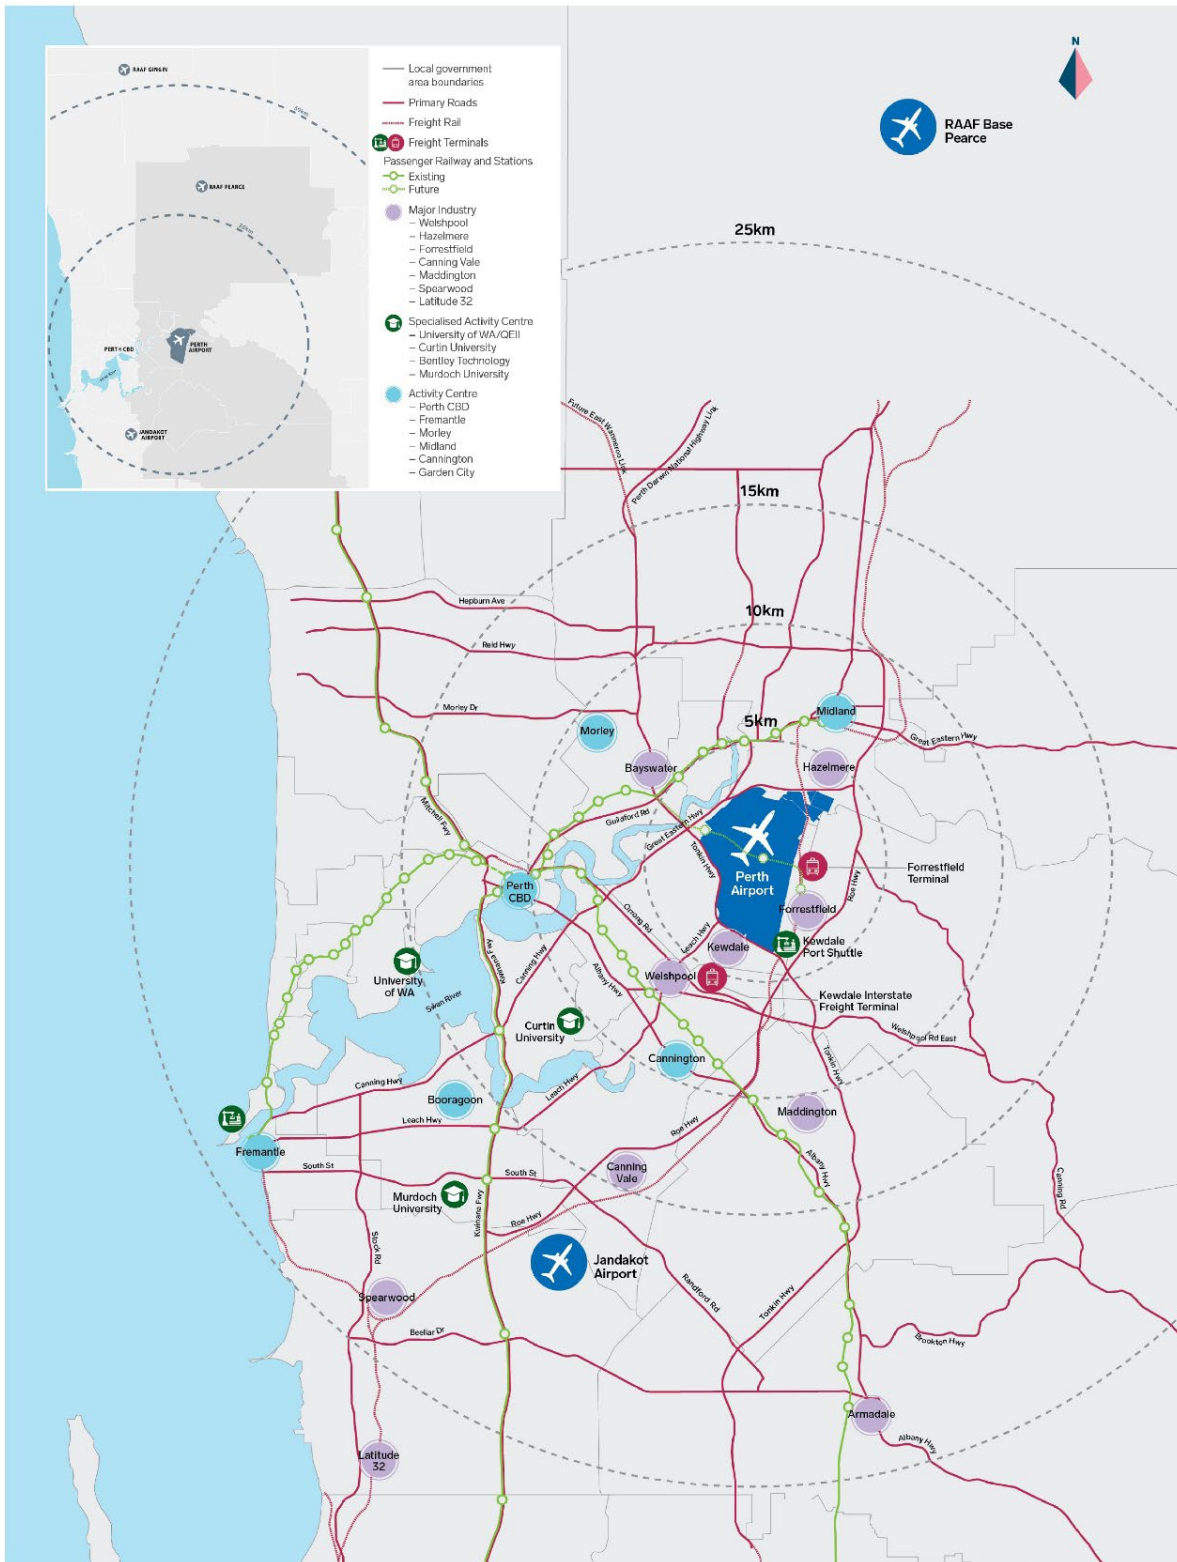 RAAF GINGIN
50km
RAAF PEARCE
25km
PERTH CBD
PERTH
AIRPORT
JANDAKOT
AIRPORT
Local government
area boundaries
Primary Roads
Freight Rail
Freight Terminals
Passenger Railway and Stations
Existing
Future
Major Industry
– Welshpool
– Hazelmere
– Forrestfield
– Canning Vale
– Maddington
– Spearwood
– Latitude 32
Specialised Activity Centre
– University of WA/QEII
– Curtin University
– Bentley Technology
– Murdoch University
Activity Centre
– Perth CBD
– Fremantle
– Morley
– Midland
– Cannington
– Garden City
N
RAAF Base
Pearce
25km
Future East Wanneroo Link
Perth Darwin National Highway Link
15km
Hepburn Ave
10km
Reid Hwy
Morley Dr
Morley
5km
Midland
Great Eastern Hwy
Bayswater
Hazelmere
Mitchell Fwy
Guildford Rd
Great Eastern Hwy
Tonkin Hwy
Perth
Airport
Forrestfield
Terminal
Roe Hwy
Perth
CBD
Orrong Rd
Forrestfield
Leach Hwy
Kewdale
Kewdale
Port Shuttle
Kwinana Fwy
Canning Hwy
Albany Hwy
Welshpool
University
of WA
Swan River
Kewdale Interstate
Freight Terminal
Curtin
University
Welshpool Rd East
Tonkin Hwy
Cannington
Canning Hwy
Leach Hwy
Booragoon
Maddington
Leach Hwy
Roe Hwy
Fremantle
South St
South St
Canning
Vale
Albany Hwy
Canning Rd
Murdoch
University
Kwinana Fwy
Roe Hwy
Stock Rd
Jandakot
Airport
Ranford Rd
Tonkin Hwy
Spearwood
Beeliar Dr
Brookton Hwy
Armadale
Albany Hwy
Latitude
32